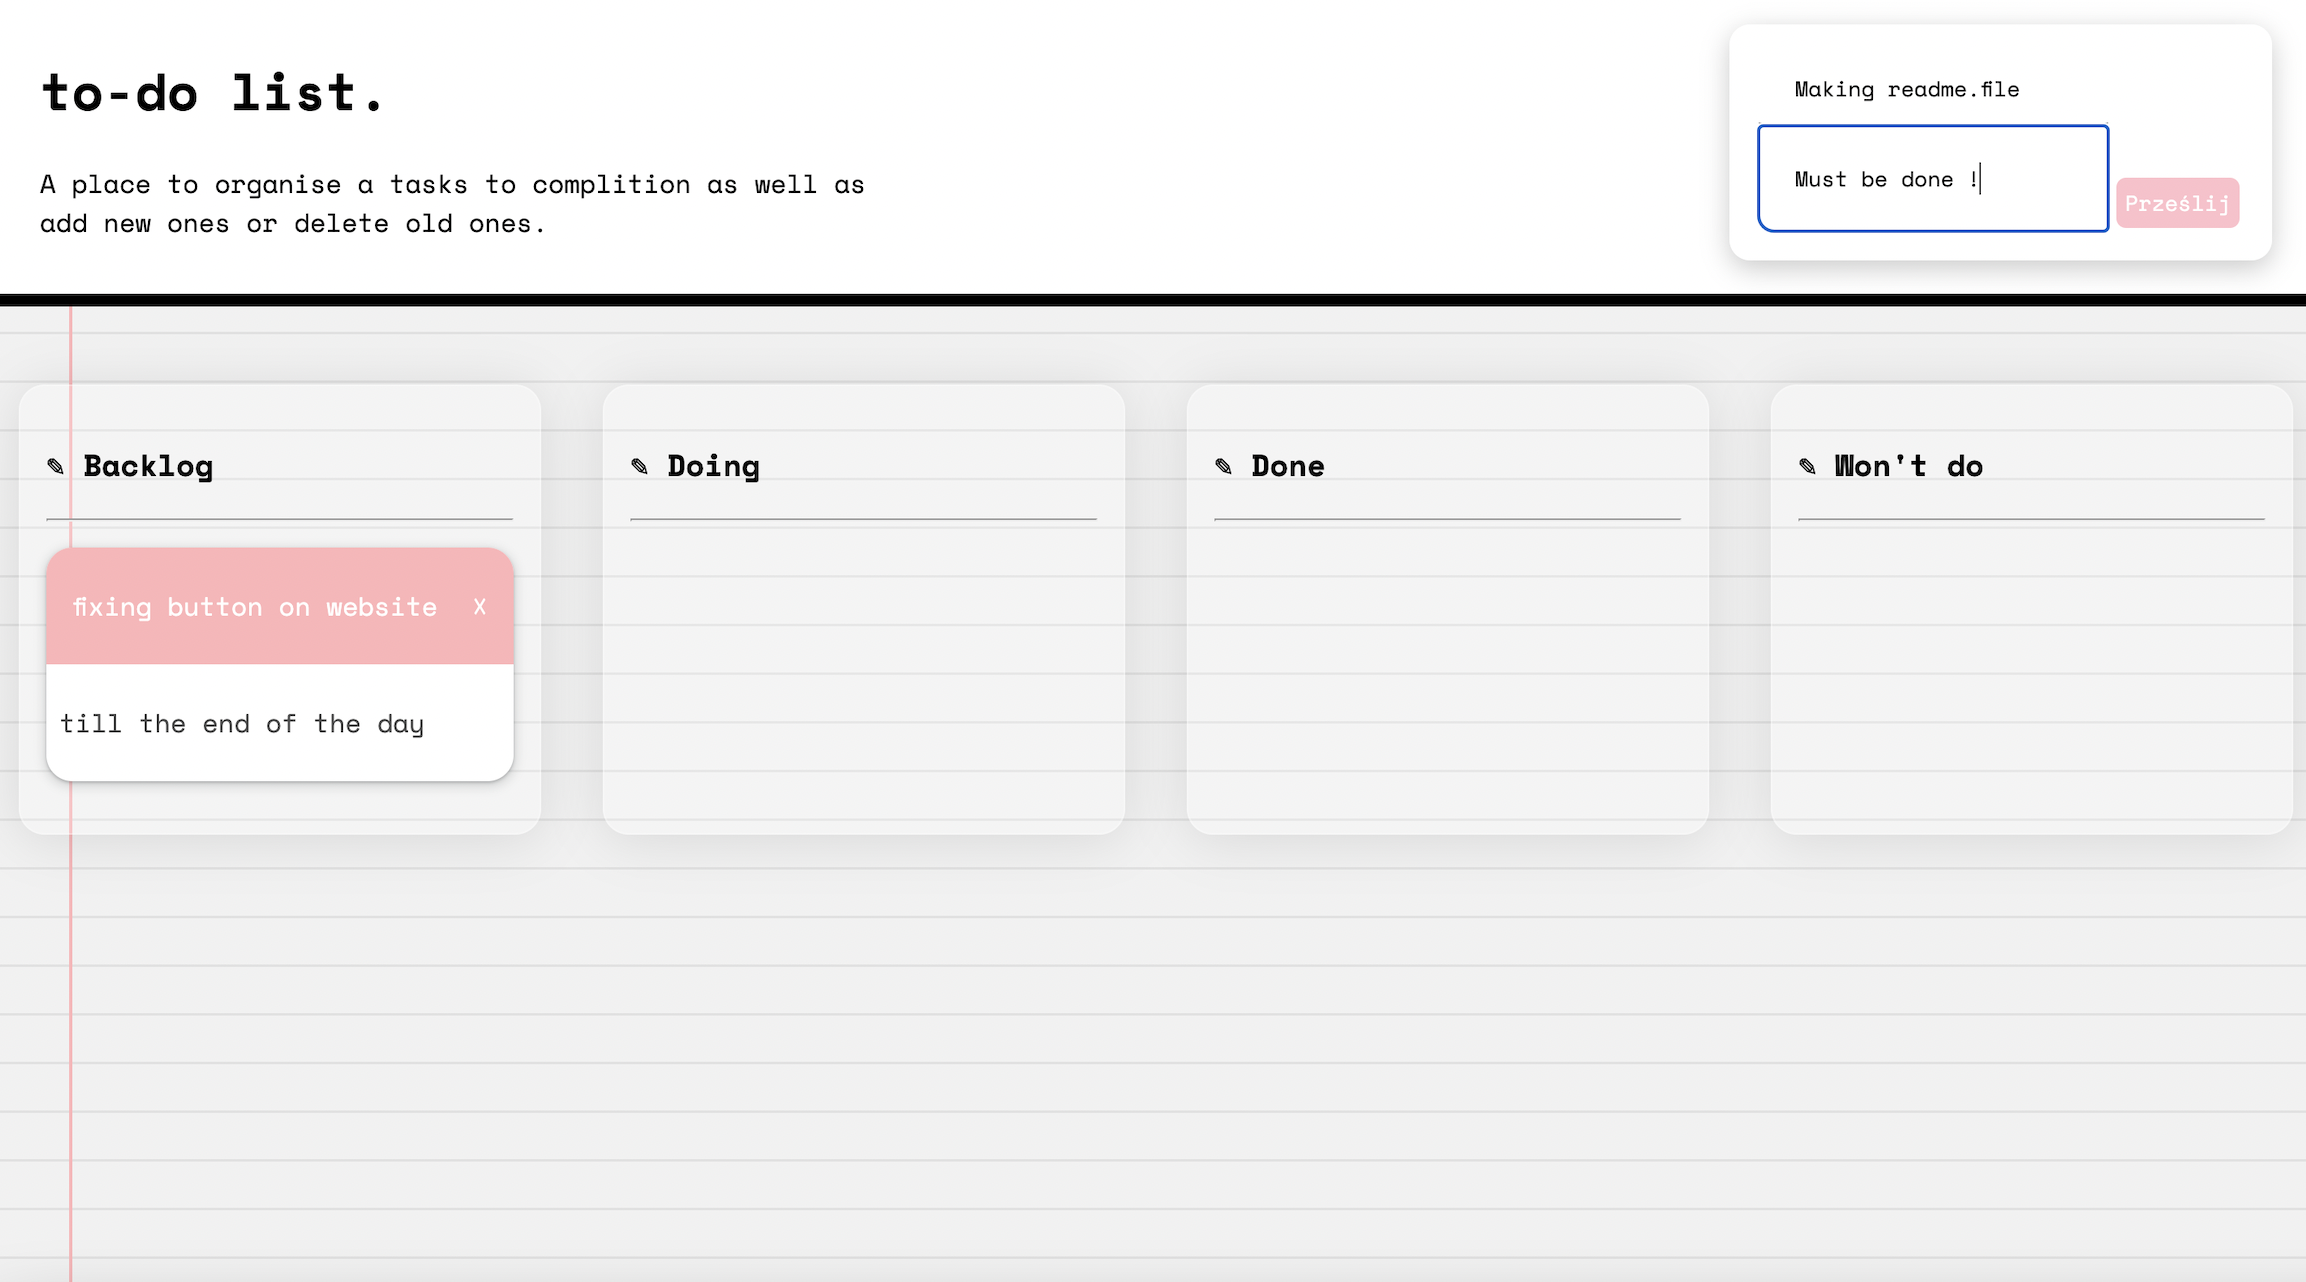 to-do list.
A place to organise a tasks to complition as well as
add new ones or delete old ones.
Making readme.file
Must be done !
Prześlij
✎ Backlog
fixing button on website X
till the end of the day
✎ Doing
✎ Done
✎ Won't do